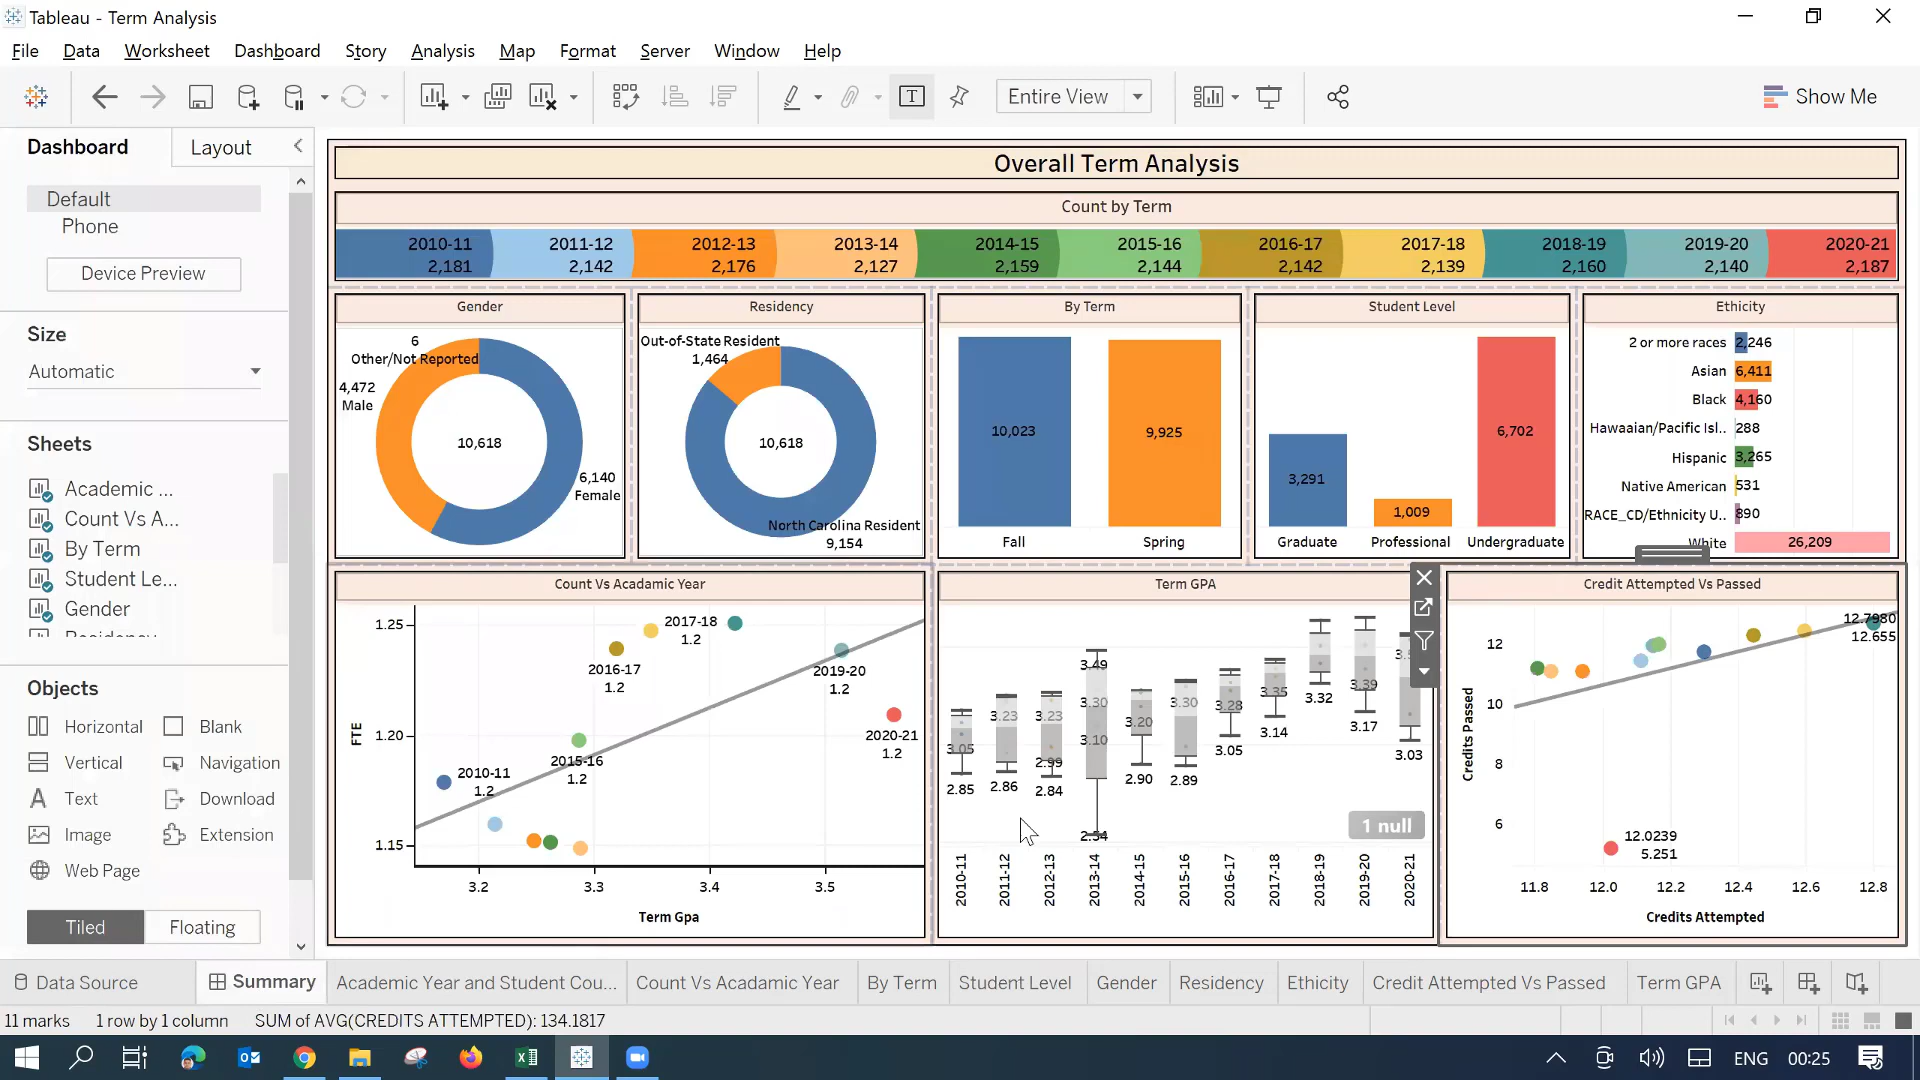 Tableau - Term Analysis
File Data Worksheet Dashboard Story Analysis Map Format Server Window Help
Entire View
Show Me
Dashboard
Layout
Default
Phone
Device Preview
Size
Automatic
Sheets
Academic ...
Count Vs A...
By Term
Student Le...
Gender
Objects
Horizontal Blank
Vertical Navigation
Text Download
Image Extension
Web Page
Tiled Floating
Overall Term Analysis
Count by Term
2010-11 2011-12 2012-13 2013-14 2014-15 2015-16 2016-17 2017-18 2018-19 2019-20 2020-21
2,181 2,142 2,176 2,127 2,159 2,144 2,142 2,139 2,160 2,140 2,187
Gender
6
Other/Not Reported
4,472
Male
10,618
6,140
Female
Residency
Out-of-State Resident
1,464
10,618
North Carolina Resident
9,154
By Term
10,023
9,925
Fall Spring
Student Level
3,291
1,009
6,702
Graduate Professional Undergraduate
Ethicity
2 or more races 2,246
Asian 6,411
Black 4,160
Hawaaian/Pacific Isl.. 288
Hispanic 3,265
Native American 531
RACE_CD/Ethnicity U.. 890
White 26,209
Count Vs Acadamic Year
FTE
1.25
1.20
1.15
2017-18
1.2
2016-17
1.2
2019-20
1.2
2020-21
1.2
2015-16
1.2
2010-11
1.2
3.2 3.3 3.4 3.5
Term Gpa
Term GPA
3.05
2.85
3.23
2.86
3.23
2.99
2.84
3.49
3.30
3.10
2.54
3.20
2.90
3.30
2.89
3.28
3.05
3.35
3.14
3.32
3.39
3.17
3.03
1 null
2010-11 2011-12 2012-13 2013-14 2014-15 2015-16 2016-17 2017-18 2018-19 2019-20 2020-21
Credit Attempted Vs Passed
Credits Passed
12
10
8
6
12.7980
12.655
12.0239
5.251
11.8 12.0 12.2 12.4 12.6 12.8
Credits Attempted
Data Source Summary Academic Year and Student Cou... Count Vs Acadamic Year By Term Student Level Gender Residency Ethicity Credit Attempted Vs Passed Term GPA
11 marks 1 row by 1 column SUM of AVG(CREDITS ATTEMPTED): 134.1817
ENG 00:25